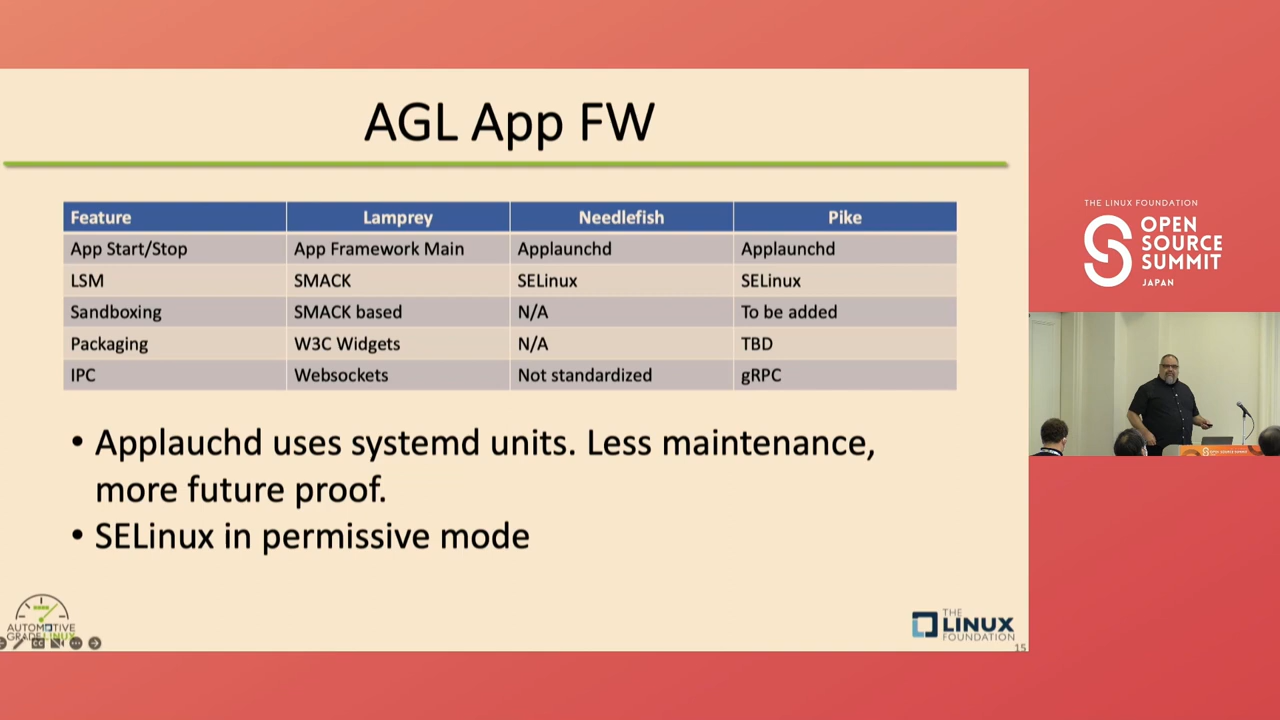 AGL App FW
Feature Lamprey Needlefish Pike
App Start/Stop App Framework Main Applaunchd Applaunchd
LSM SMACK SELinux SELinux
Sandboxing SMACK based N/A To be added
Packaging W3C Widgets N/A TBD
IPC Websockets Not standardized gRPC
• Applauchd uses systemd units. Less maintenance,
more future proof.
• SELinux in permissive mode
AUTOMOTIVE
GRADE LINUX
CC
THE
LINUX
FOUNDATION
15
THE LINUX FOUNDATION
OPEN
SOURCE
SUMMIT
JAPAN